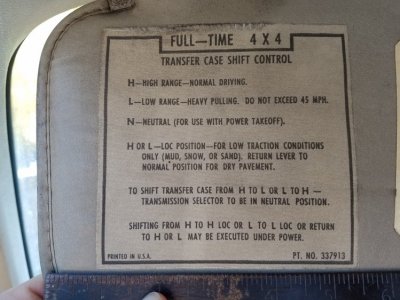 FULL—TIME 4 X 4
TRANSFER CASE SHIFT CONTROL
H—HIGH RANGE—NORMAL DRIVING.
L—LOW RANGE—HEAVY PULLING. DO NOT EXCEED 45 MPH.
N—NEUTRAL (FOR USE WITH POWER TAKEOFF).
H OR L—LOC POSITION—FOR LOW TRACTION CONDITIONS
ONLY (MUD, SNOW, OR SAND). RETURN LEVER TO
NORMAL POSITION FOR DRY PAVEMENT.
TO SHIFT TRANSFER CASE FROM H TO L OR L TO H—
TRANSMISSION SELECTOR TO BE IN NEUTRAL POSITION.
SHIFTING FROM H TO H LOC OR L TO L LOC OR RETURN
TO H OR L MAY BE EXECUTED UNDER POWER.
PRINTED IN U.S.A. PT. NO. 337913